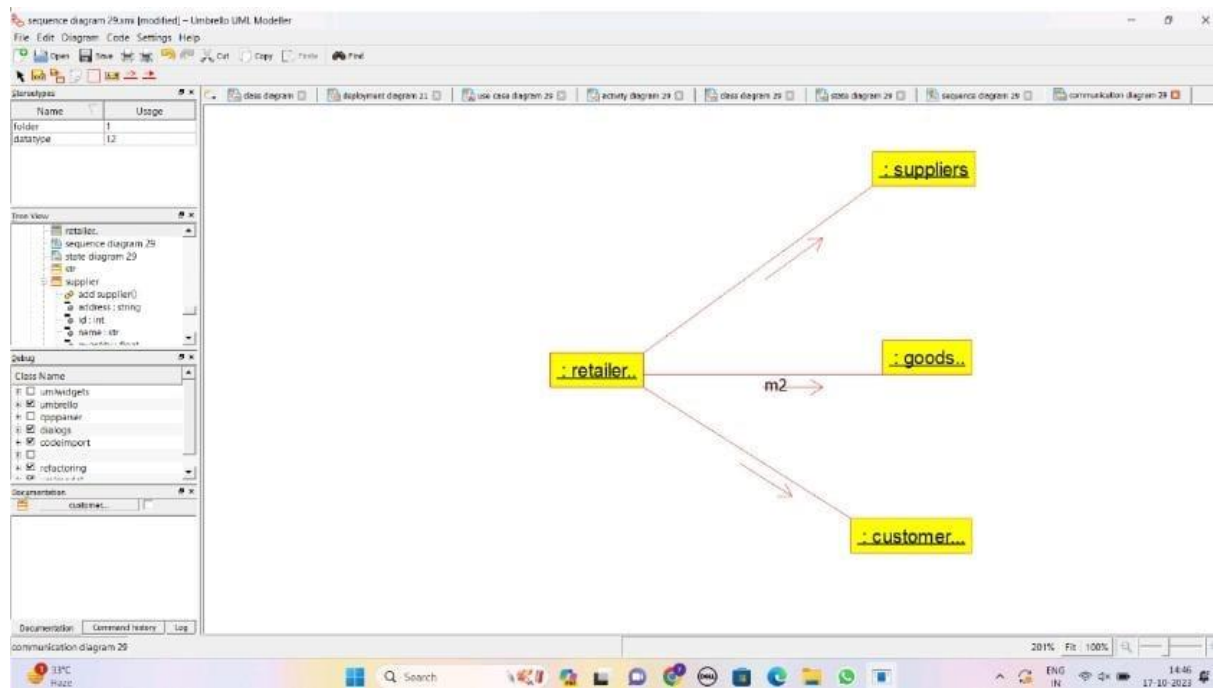 sequence diagram 29.xmi [modified] – Umbrello UML Modeller
File Edit Diagram Code Settings Help
Open Save Cut Copy Paste Find
Stereotypes
Name Usage
folder 1
datatype 12
class diagram deployment diagram 21 use case diagram 29 activity diagram 29 class diagram 29 state diagram 29 sequence diagram 29 communication diagram 29
Tree View
retailer.
sequence diagram 29
state diagram 29
str
supplier
add supplier()
address : string
id : int
name : str
Debug
Class Name
umlwidgets
umbrello
cppparser
dialogs
codeimport
refactoring
Documentation
customer...
: suppliers
: retailer..
: goods..
m2
: customer...
Documentation Command history Log
communication diagram 29
201% Fit 100%
33°C
Haze
Search
ENG
IN
14:46
17-10-2023